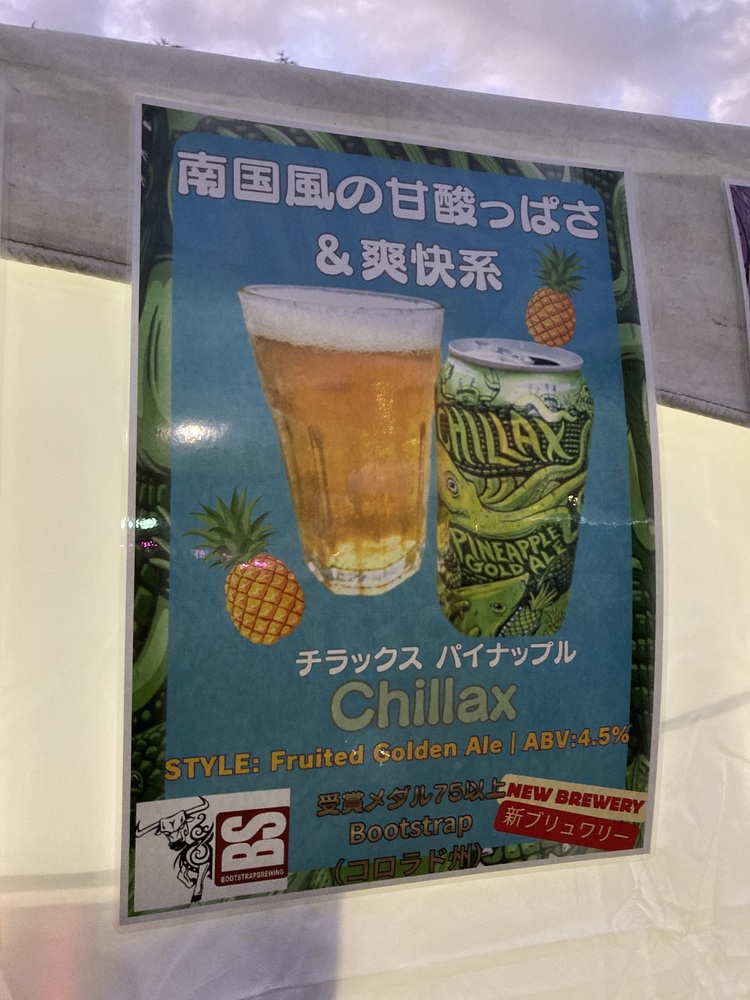 南国風の甘酸っぱさ
&爽快系
CHILLAX
PINEAPPLE
GOLD ALE
チラックス パイナップル
Chillax
STYLE: Fruited Golden Ale | ABV:4.5%
受賞メダル75以上
Bootstrap
(コロラド州)
NEW BREWERY
新ブリュワリー
BS
BOOTSTRAPBREWING